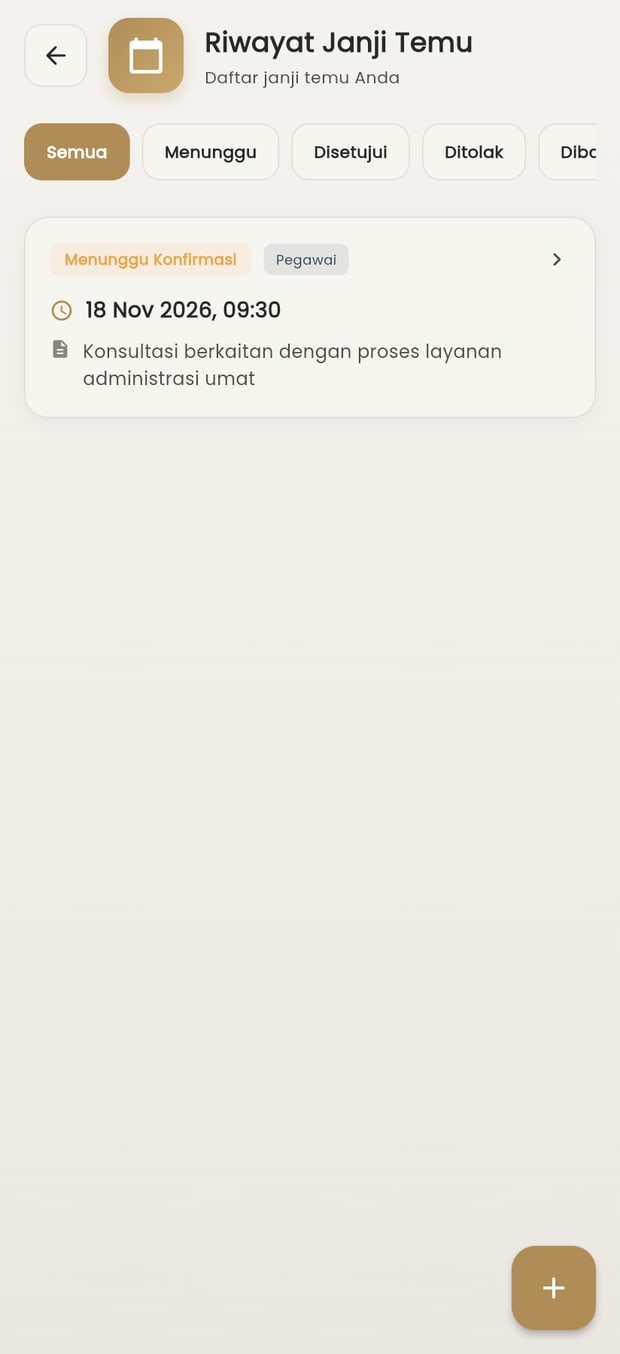 Riwayat Janji Temu
Daftar janji temu Anda
Semua
Menunggu
Disetujui
Ditolak
Menunggu Konfirmasi
Pegawai
18 Nov 2026, 09:30
Konsultasi berkaitan dengan proses layanan
administrasi umat